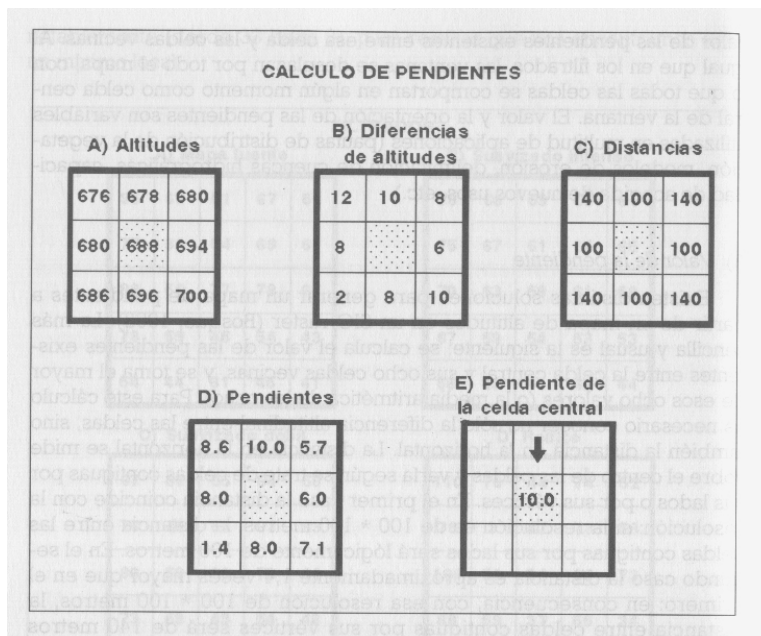 CALCULO DE PENDIENTES
A) Altitudes
676 678 680
680 688 694
686 696 700
B) Diferencias
de altitudes
12 10 8
8 6
2 8 10
C) Distancias
140 100 140
100 100
140 100 140
D) Pendientes
8.6 10.0 5.7
8.0 6.0
1.4 8.0 7.1
E) Pendiente de
la celda central
10.0